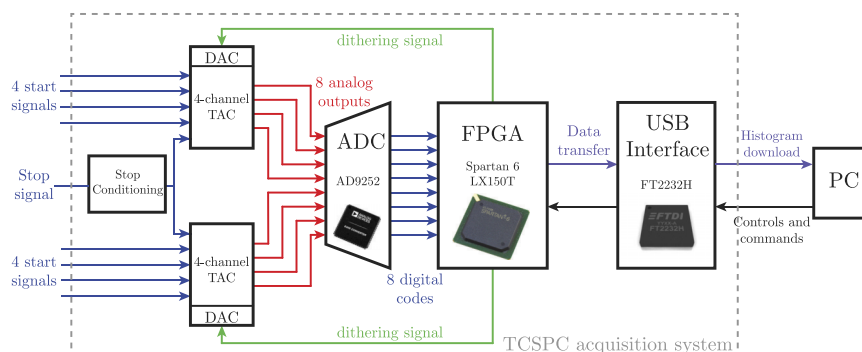 dithering signal
DAC
4 start
signals
4-channel
TAC
8 analog
outputs
ADC
AD9252
FPGA
Spartan 6
LX150T
Data
transfer
USB
Interface
FT2232H
FTDI
FT2232H
Histogram
download
PC
Controls and
commands
Stop
signal
Stop
Conditioning
4 start
signals
4-channel
TAC
DAC
8 digital
codes
dithering signal
TCSPC acquisition system